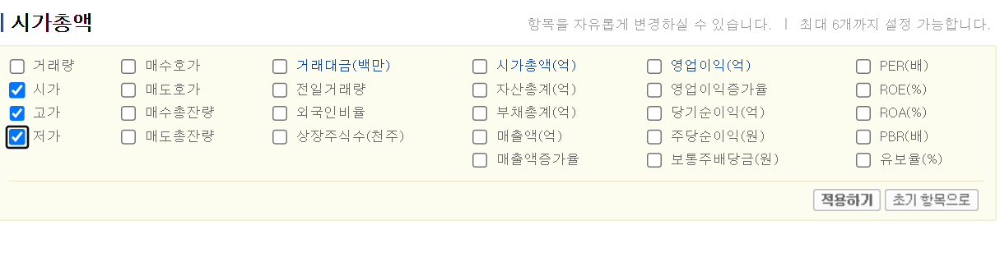 시가총액
항목을 자유롭게 변경하실 수 있습니다. | 최대 6개까지 설정 가능합니다.
거래량 매수호가 거래대금(백만) 시가총액(억) 영업이익(억) PER(배)
시가 매도호가 전일거래량 자산총계(억) 영업이익증가율 ROE(%)
고가 매수총잔량 외국인비율 부채총계(억) 당기순이익(억) ROA(%)
저가 매도총잔량 상장주식수(천주) 매출액(억) 주당순이익(원) PBR(배)
매출액증가율 보통주배당금(원) 유보율(%)
적용하기 초기 항목으로